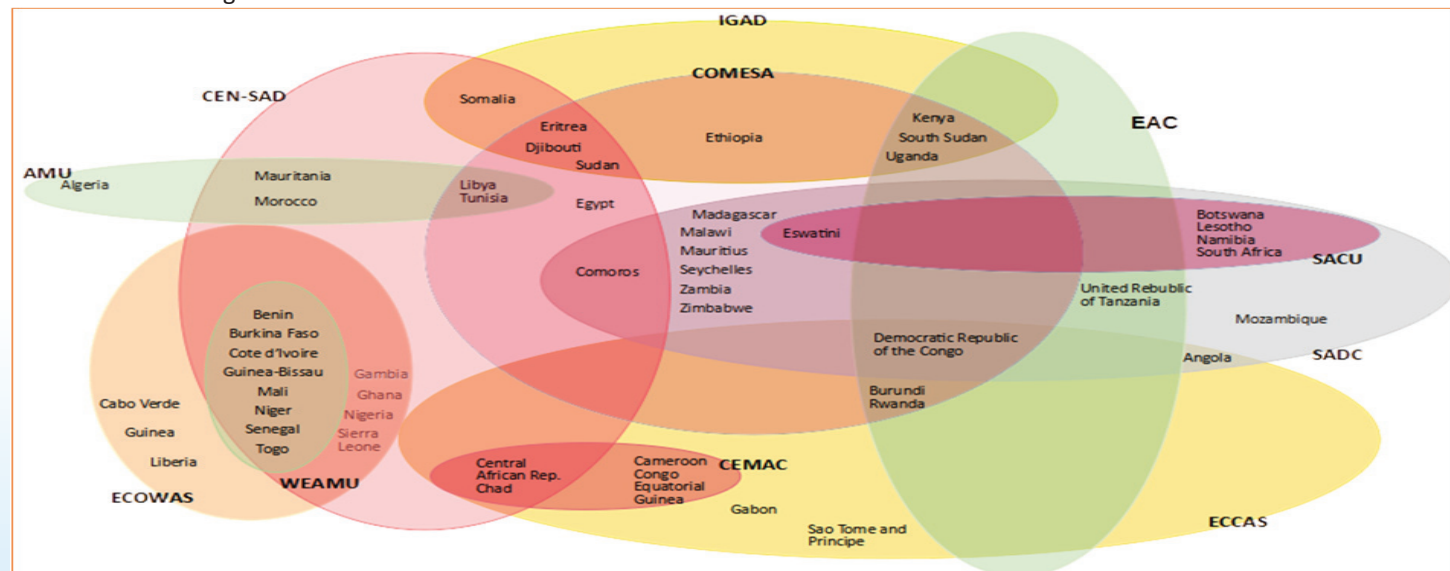 IGAD
COMESA
CEN-SAD
Somalia
EAC
Eritrea
Djibouti
Sudan
Ethiopia
Kenya
South Sudan
Uganda
AMU
Algeria
Mauritania
Morocco
Libya
Tunisia
Egypt
Madagascar
Malawi
Mauritius
Seychelles
Zambia
Zimbabwe
Eswatini
Botswana
Lesotho
Namibia
South Africa
SACU
Comoros
United Rebublic
of Tanzania
Mozambique
SADC
Angola
Democratic Republic
of the Congo
Burundi
Rwanda
Benin
Burkina Faso
Cote d'Ivoire
Guinea-Bissau
Mali
Niger
Senegal
Togo
Gambia
Ghana
Nigeria
Sierra
Leone
Cabo Verde
Guinea
Liberia
ECOWAS
WEAMU
Central
African Rep.
Chad
Cameroon
Congo
Equatorial
Guinea
CEMAC
Gabon
Sao Tome and
Principe
ECCAS